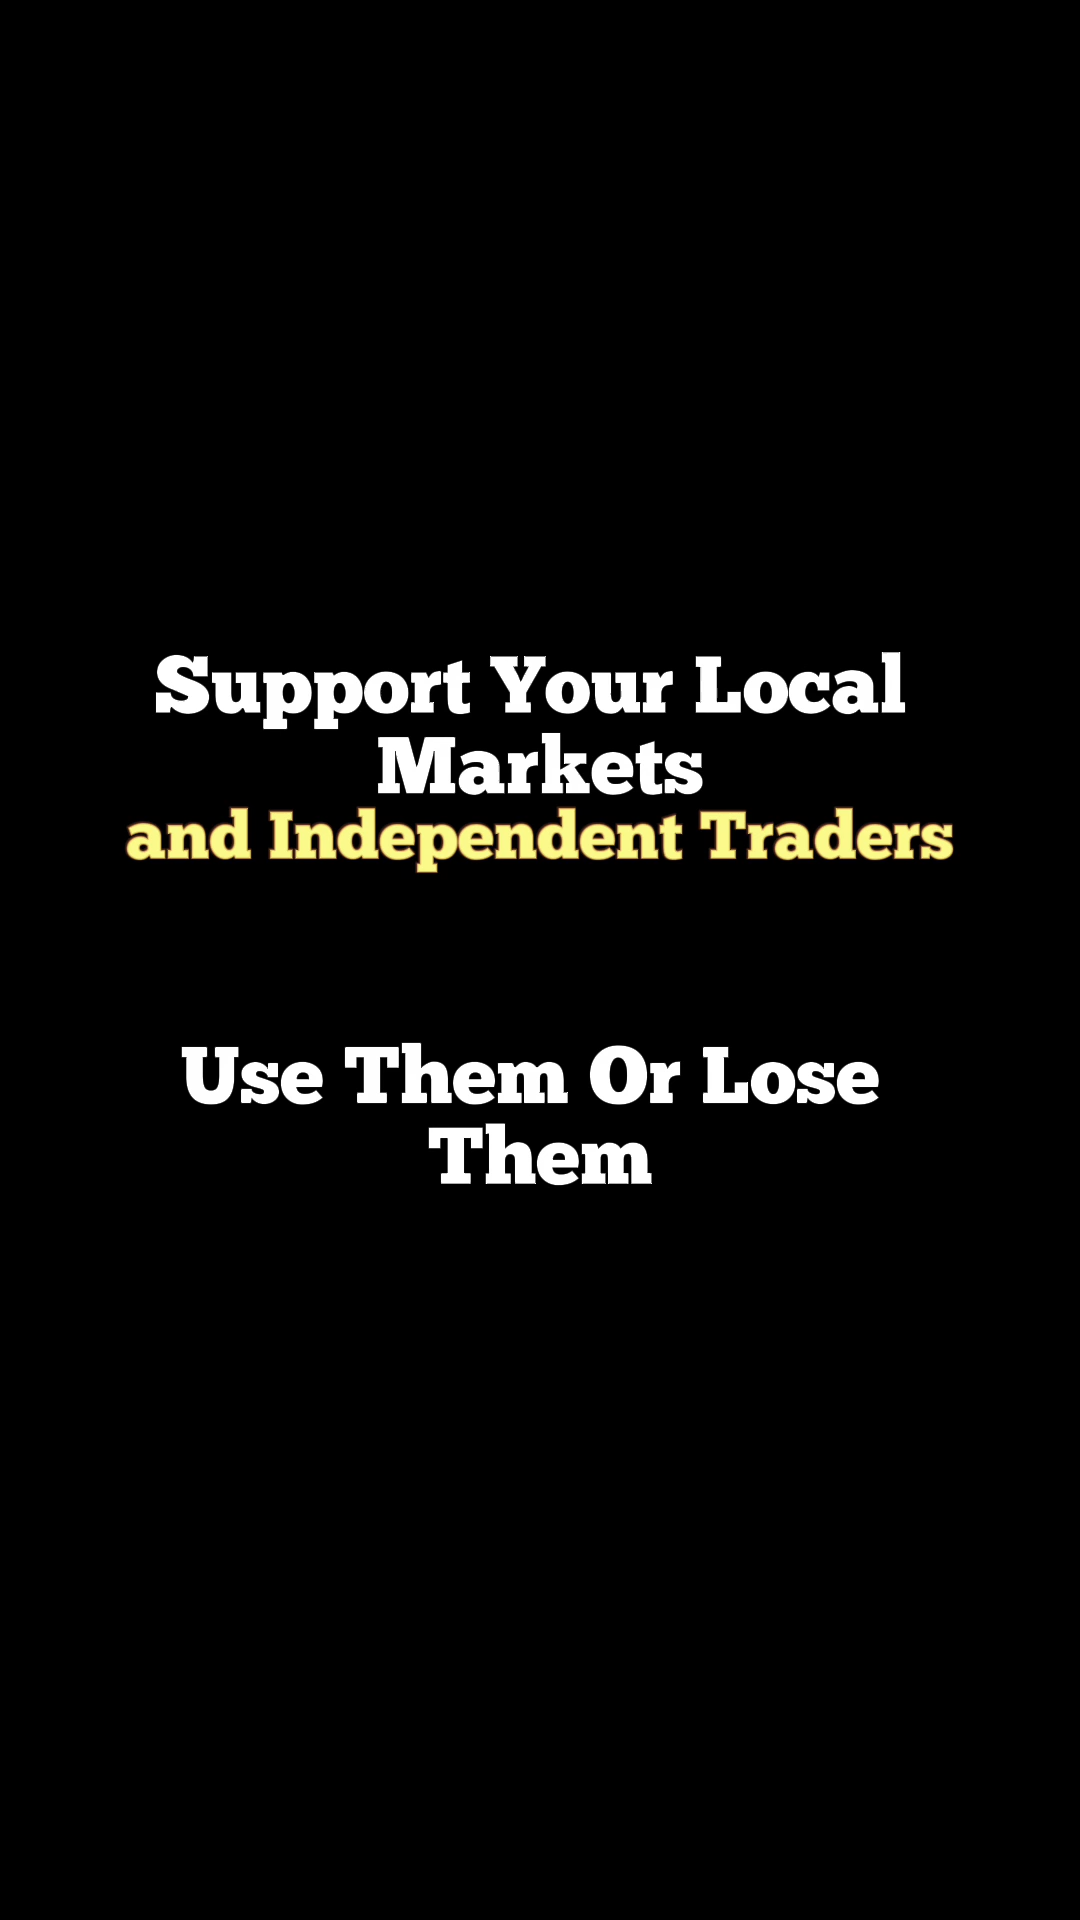 Support Your Local
Markets
and Independent Traders
Use Them Or Lose
Them